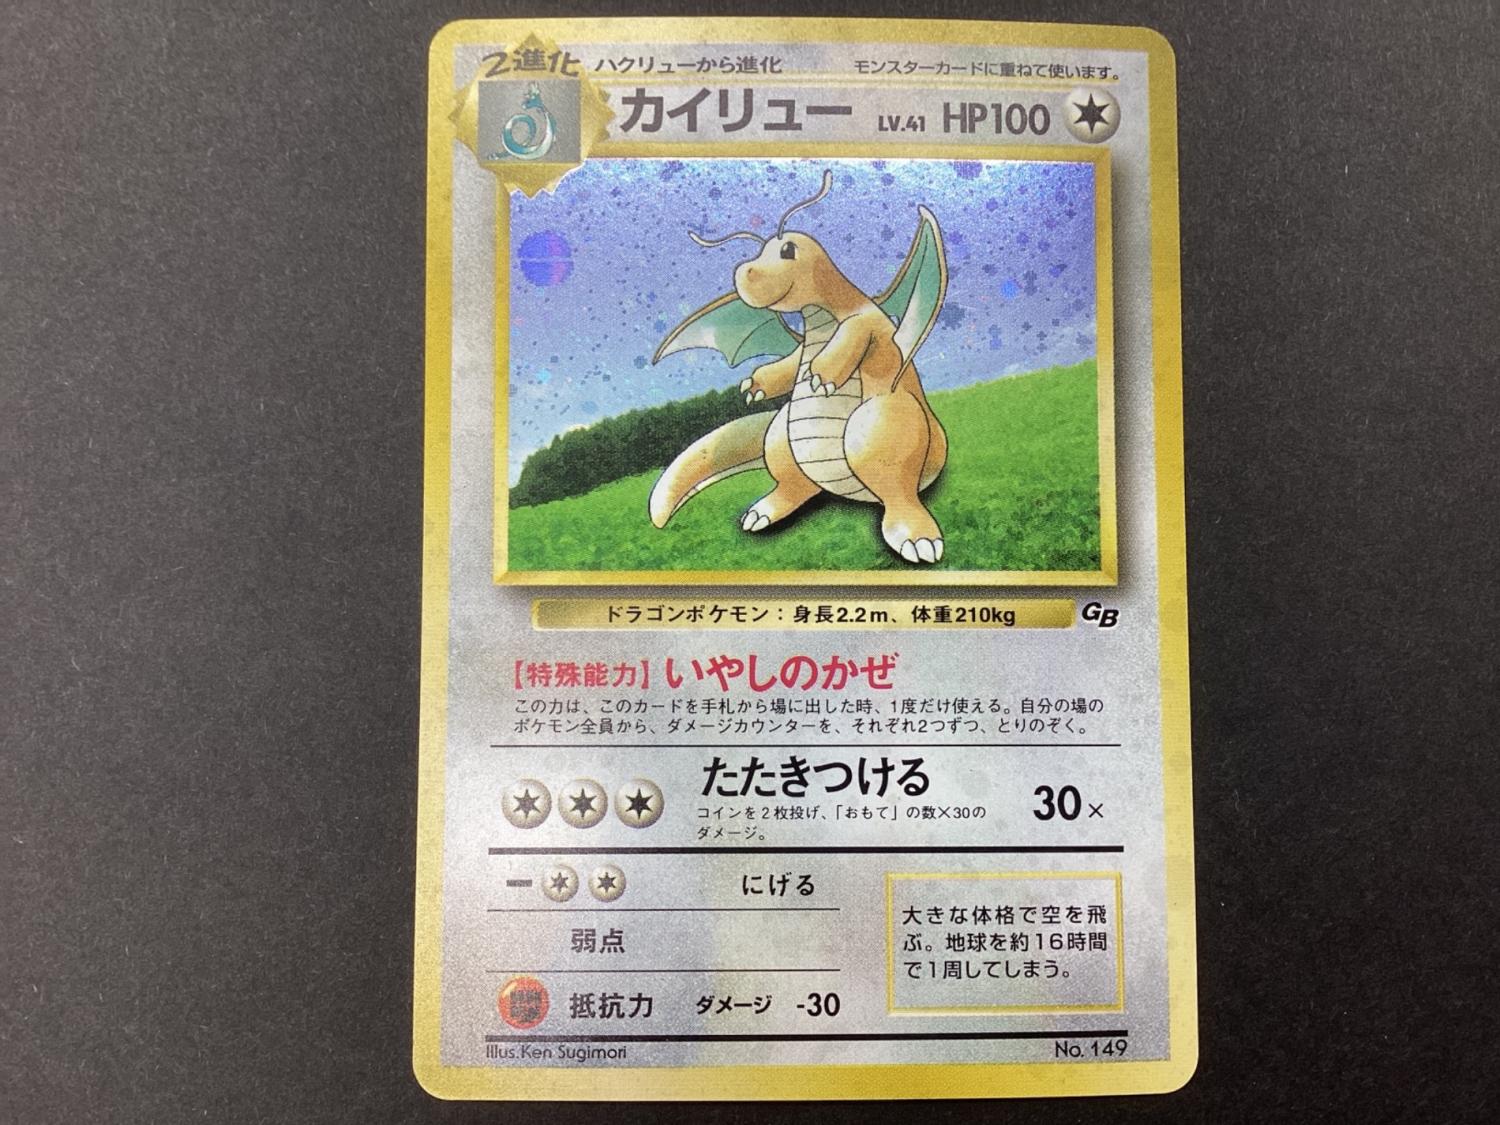 2進化 ハクリューから進化 モンスターカードに重ねて使います。
カイリュー LV.41 HP100
ドラゴンポケモン：身長2.2m、体重210kg GB
【特殊能力】いやしのかぜ
この力は、このカードを手札から場に出した時、1度だけ使える。自分の場の
ポケモン全員から、ダメージカウンターを、それぞれ2つずつ、とりのぞく。
たたきつける 30×
コインを2枚投げ、「おもて」の数×30の
ダメージ。
にげる
弱点
抵抗力 ダメージ -30
大きな体格で空を飛
ぶ。地球を約16時間
で1周してしまう。
Illus.Ken Sugimori No. 149